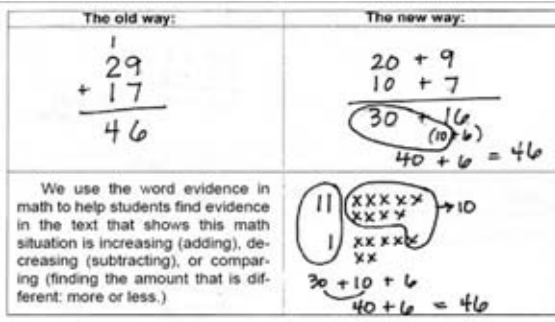 The old way:
1
29
+ 17
46
The new way:
20 + 9
10 + 7
30 + 16
(10+6)
40 + 6 = 46
We use the word evidence in
math to help students find evidence
in the text that shows this math
situation is increasing (adding), de-
creasing (subtracting), or compar-
ing (finding the amount that is dif-
ferent: more or less.)
11 xxxxx → 10
xxxx
1 xxxxx
xx
30 + 10 + 6
40 + 6 = 46